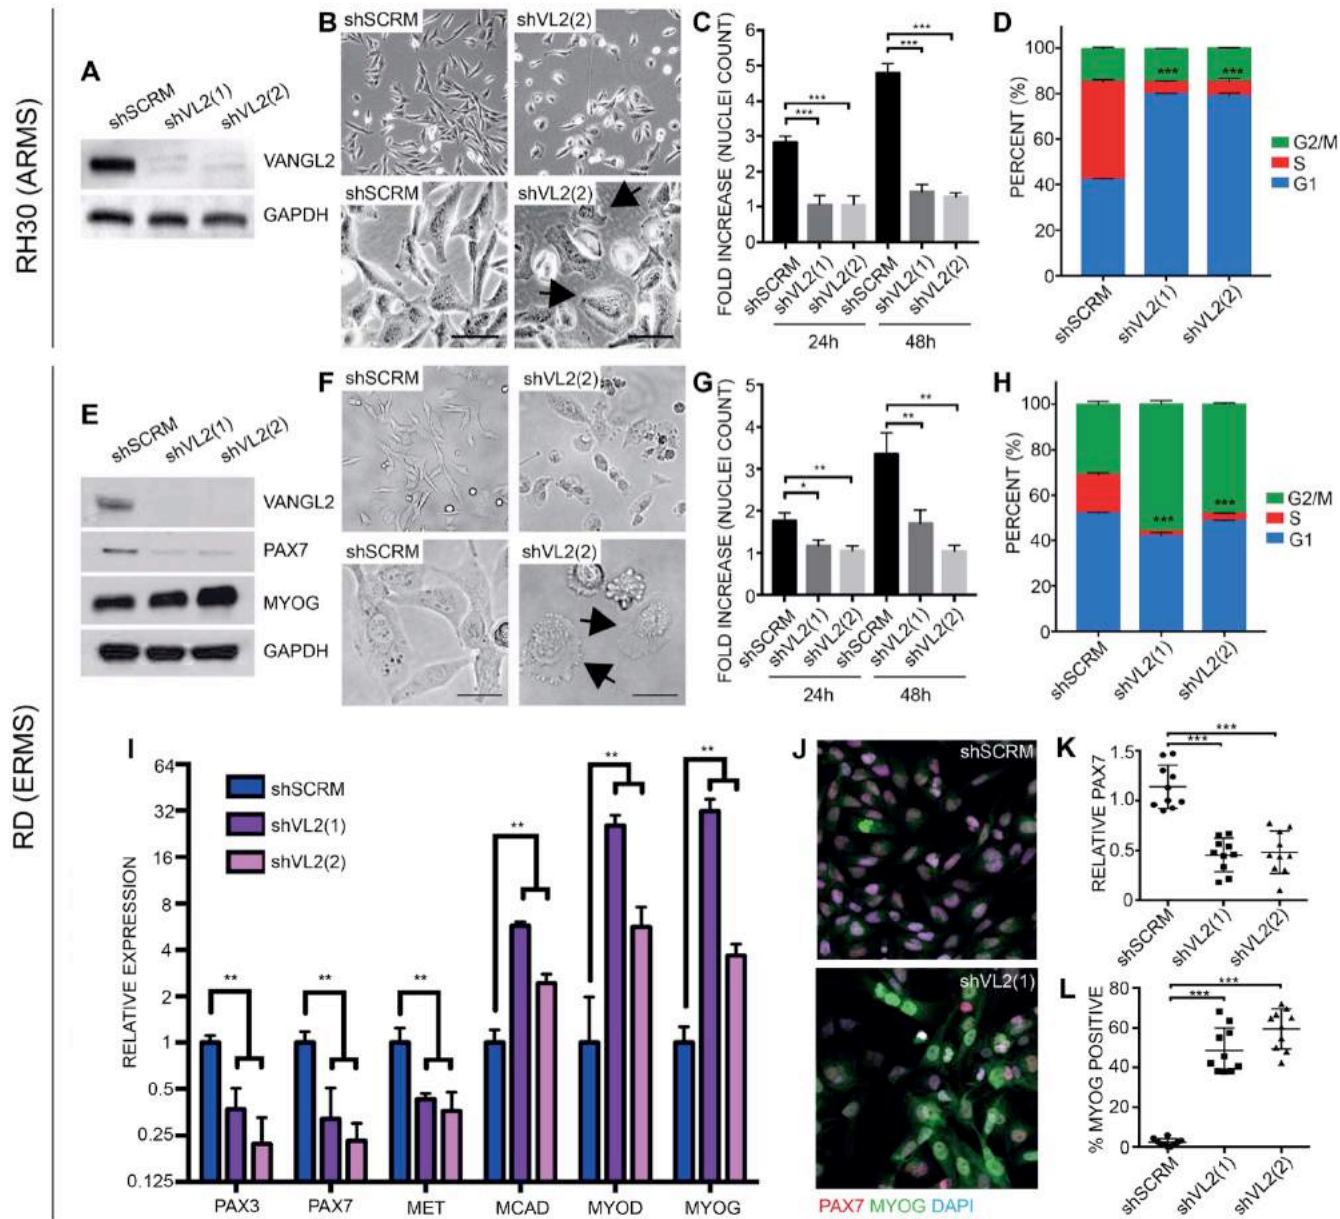 RH30 (ARMS)
A
shSCRM
shVL2(1)
shVL2(2)
VANGL2
GAPDH
B
shSCRM
shVL2(2)
shSCRM
shVL2(2)
C
FOLD INCREASE (NUCLEI COUNT)
6
5
4
3
2
1
0
***
***
***
***
shSCRM
shVL2(1)
shVL2(2)
shSCRM
shVL2(1)
shVL2(2)
24h
48h
D
PERCENT (%)
100
80
60
40
20
0
***
***
G2/M
S
G1
shSCRM
shVL2(1)
shVL2(2)
RD (ERMS)
E
shSCRM
shVL2(1)
shVL2(2)
VANGL2
PAX7
MYOG
GAPDH
F
shSCRM
shVL2(2)
shSCRM
shVL2(2)
G
FOLD INCREASE (NUCLEI COUNT)
5
4
3
2
1
0
**
*
**
**
shSCRM
shVL2(1)
shVL2(2)
shSCRM
shVL2(1)
shVL2(2)
24h
48h
H
PERCENT (%)
100
80
60
40
20
0
***
***
G2/M
S
G1
shSCRM
shVL2(1)
shVL2(2)
I
RELATIVE EXPRESSION
64
32
16
8
4
2
1
0.5
0.25
0.125
shSCRM
shVL2(1)
shVL2(2)
**
**
**
**
**
**
PAX3
PAX7
MET
MCAD
MYOD
MYOG
J
shSCRM
shVL2(1)
PAX7 MYOG DAPI
K
RELATIVE PAX7
1.5
1.0
0.5
0
***
***
shSCRM
shVL2(1)
shVL2(2)
L
% MYOG POSITIVE
80
60
40
20
0
***
***
shSCRM
shVL2(1)
shVL2(2)